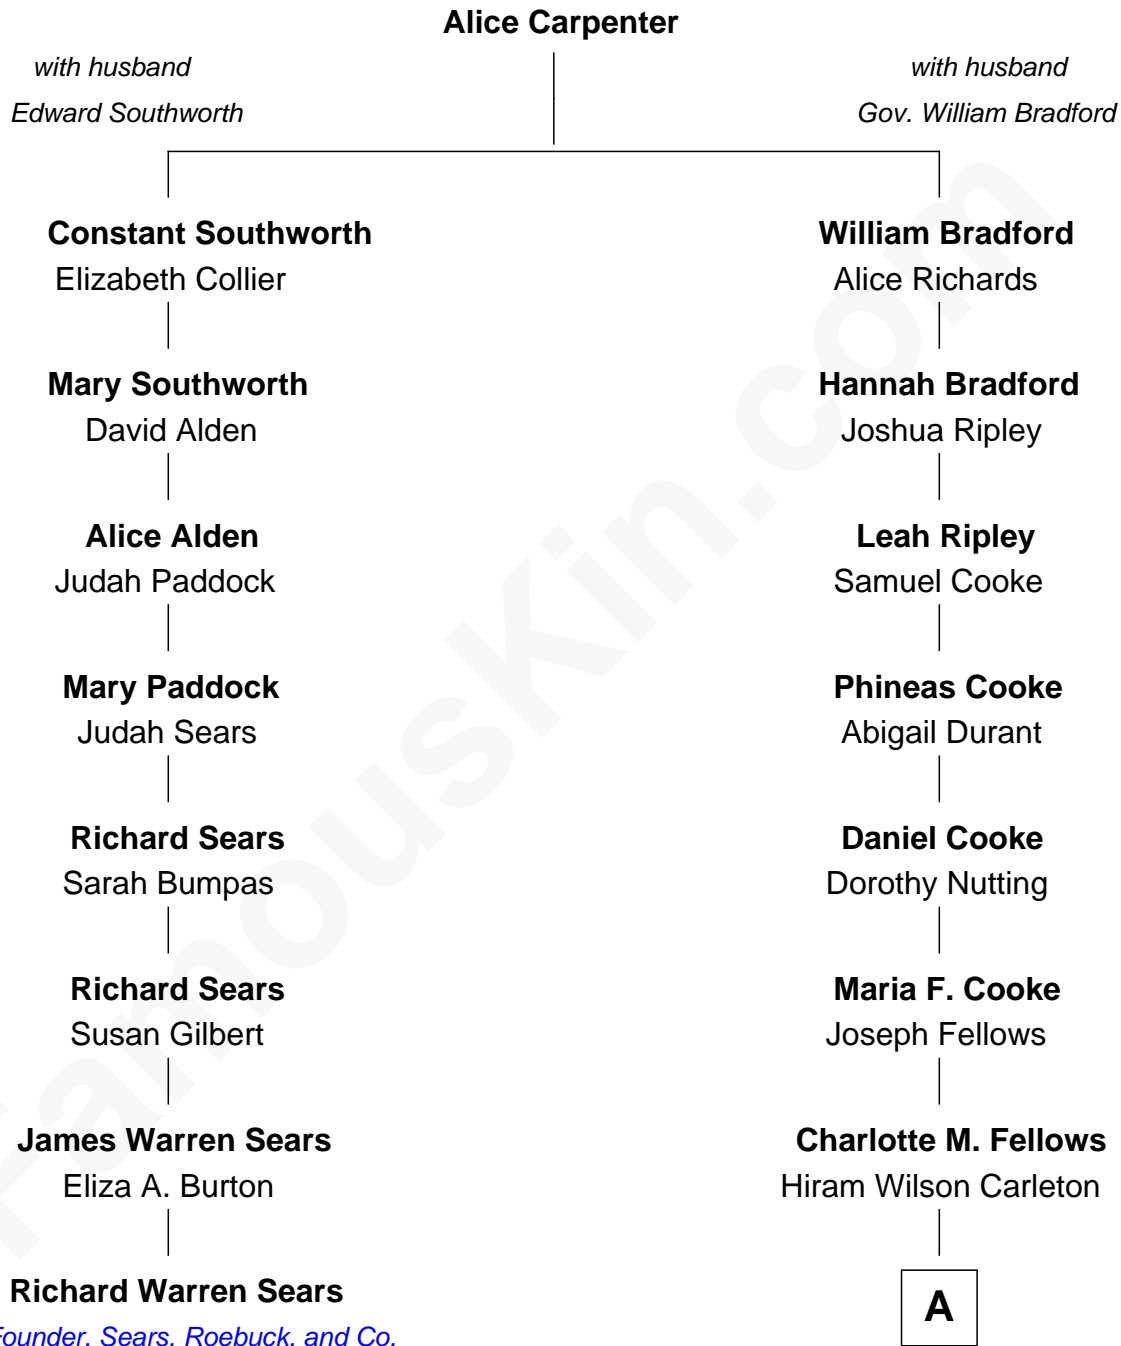 Alice Carpenter
with husband
Edward Southworth
with husband
Gov. William Bradford
Constant Southworth
Elizabeth Collier
William Bradford
Alice Richards
Mary Southworth
David Alden
Hannah Bradford
Joshua Ripley
Alice Alden
Judah Paddock
Leah Ripley
Samuel Cooke
Mary Paddock
Judah Sears
Phineas Cooke
Abigail Durant
Richard Sears
Sarah Bumpas
Daniel Cooke
Dorothy Nutting
Richard Sears
Susan Gilbert
Maria F. Cooke
Joseph Fellows
James Warren Sears
Eliza A. Burton
Charlotte M. Fellows
Hiram Wilson Carleton
Richard Warren Sears
Founder, Sears, Roebuck, and Co.
A
FamousKin.com